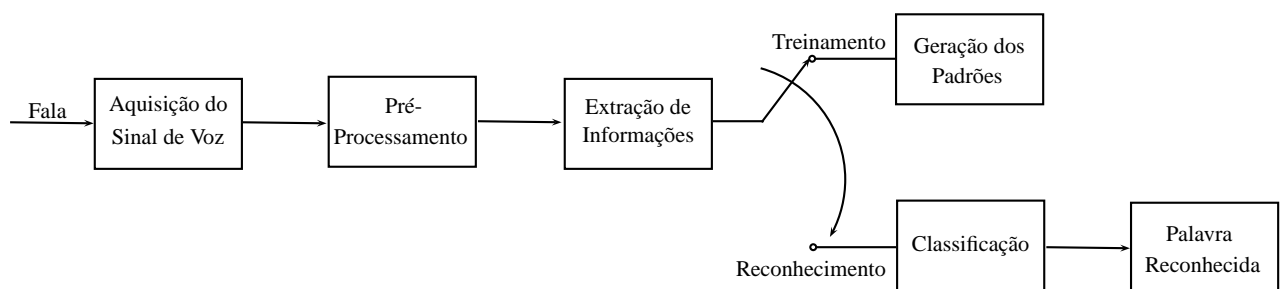 Fala
Aquisição do
Sinal de Voz
Pré-
Processamento
Extração de
Informações
Treinamento
Geração dos
Padrões
Reconhecimento
Classificação
Palavra
Reconhecida